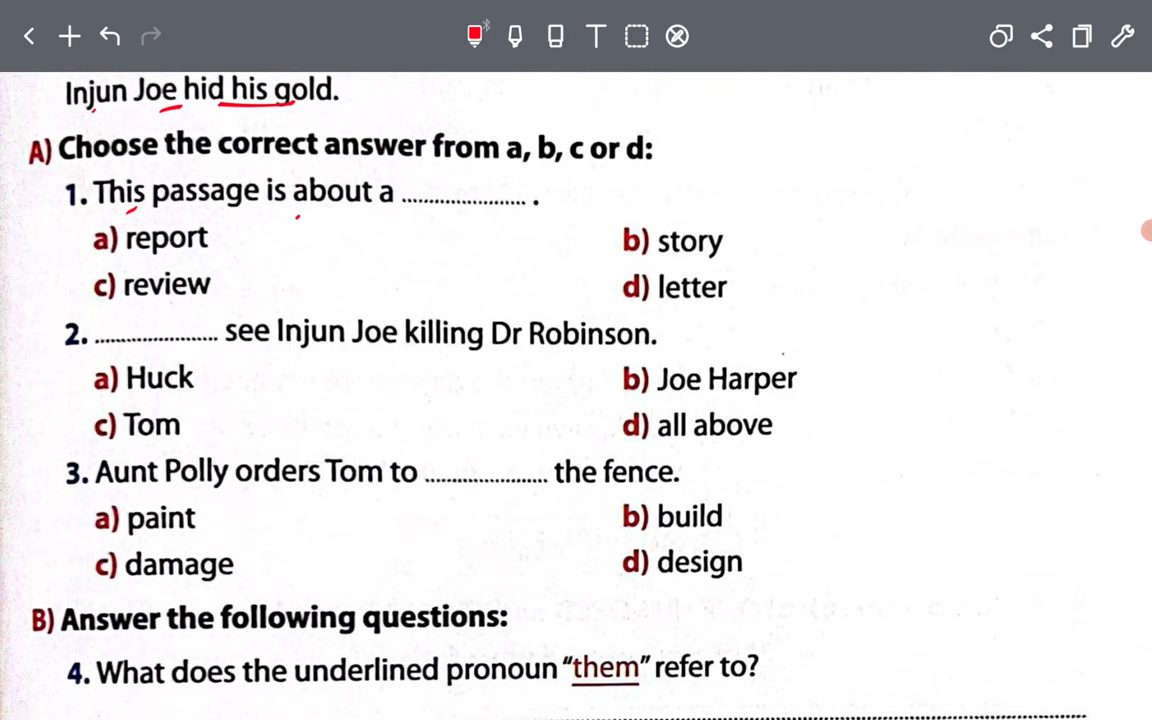 Injun Joe hid his gold.
A) Choose the correct answer from a, b, c or d:
1. This passage is about a ........................ .
a) report
b) story
c) review
d) letter
2. ........................ see Injun Joe killing Dr Robinson.
a) Huck
b) Joe Harper
c) Tom
d) all above
3. Aunt Polly orders Tom to ........................ the fence.
a) paint
b) build
c) damage
d) design
B) Answer the following questions:
4. What does the underlined pronoun “them” refer to?